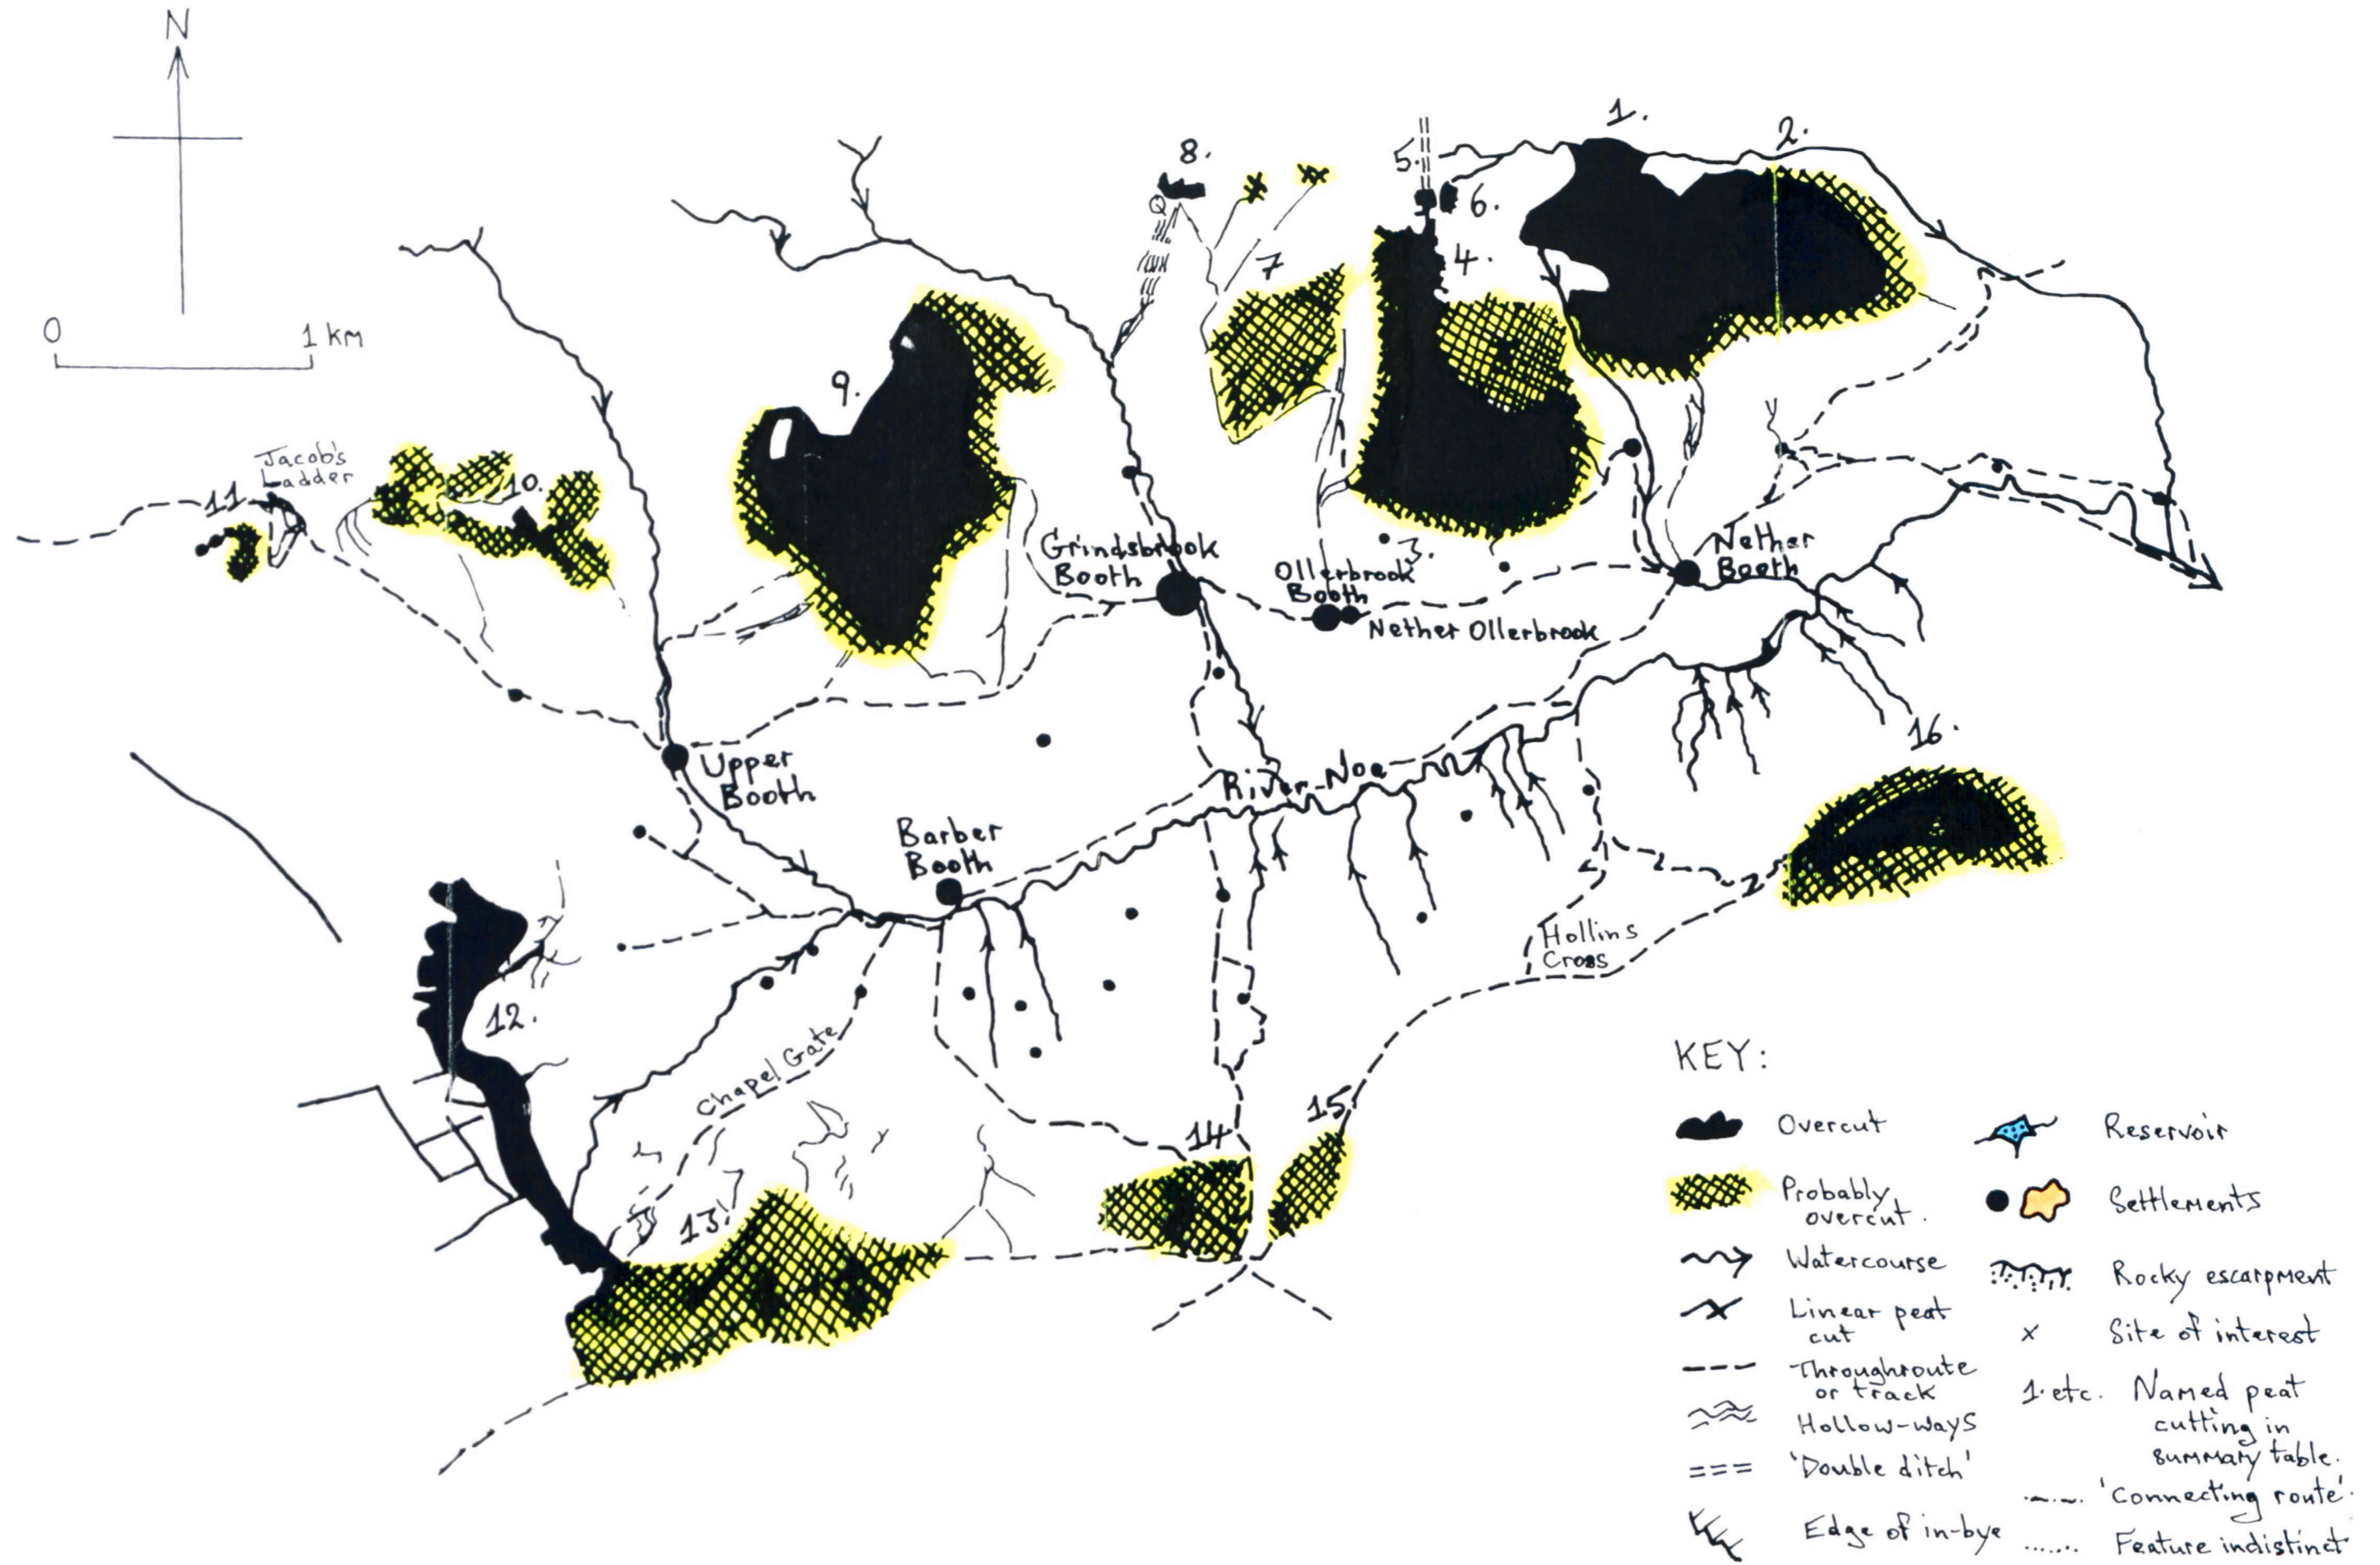 N
0 1 km
1.
2.
8.
5.
6.
Q
4.
7
9.
Jacob's
Ladder
11
10.
Grindsbrook
Booth
3.
Ollerbrook
Booth
Nether
Booth
Nether Ollerbrook
16.
Upper
Booth
River Noe
Barber
Booth
Hollins
Cross
12.
Chapel Gate
15
14
13
KEY:
Overcut
Probably
overcut.
Watercourse
Linear peat
cut
Throughroute
or track
Hollow-ways
'Double ditch'
Edge of in-bye
Reservoir
Settlements
Rocky escarpment
x Site of interest
1. etc. Named peat
cutting in
summary table.
'Connecting route'.
Feature indistinct